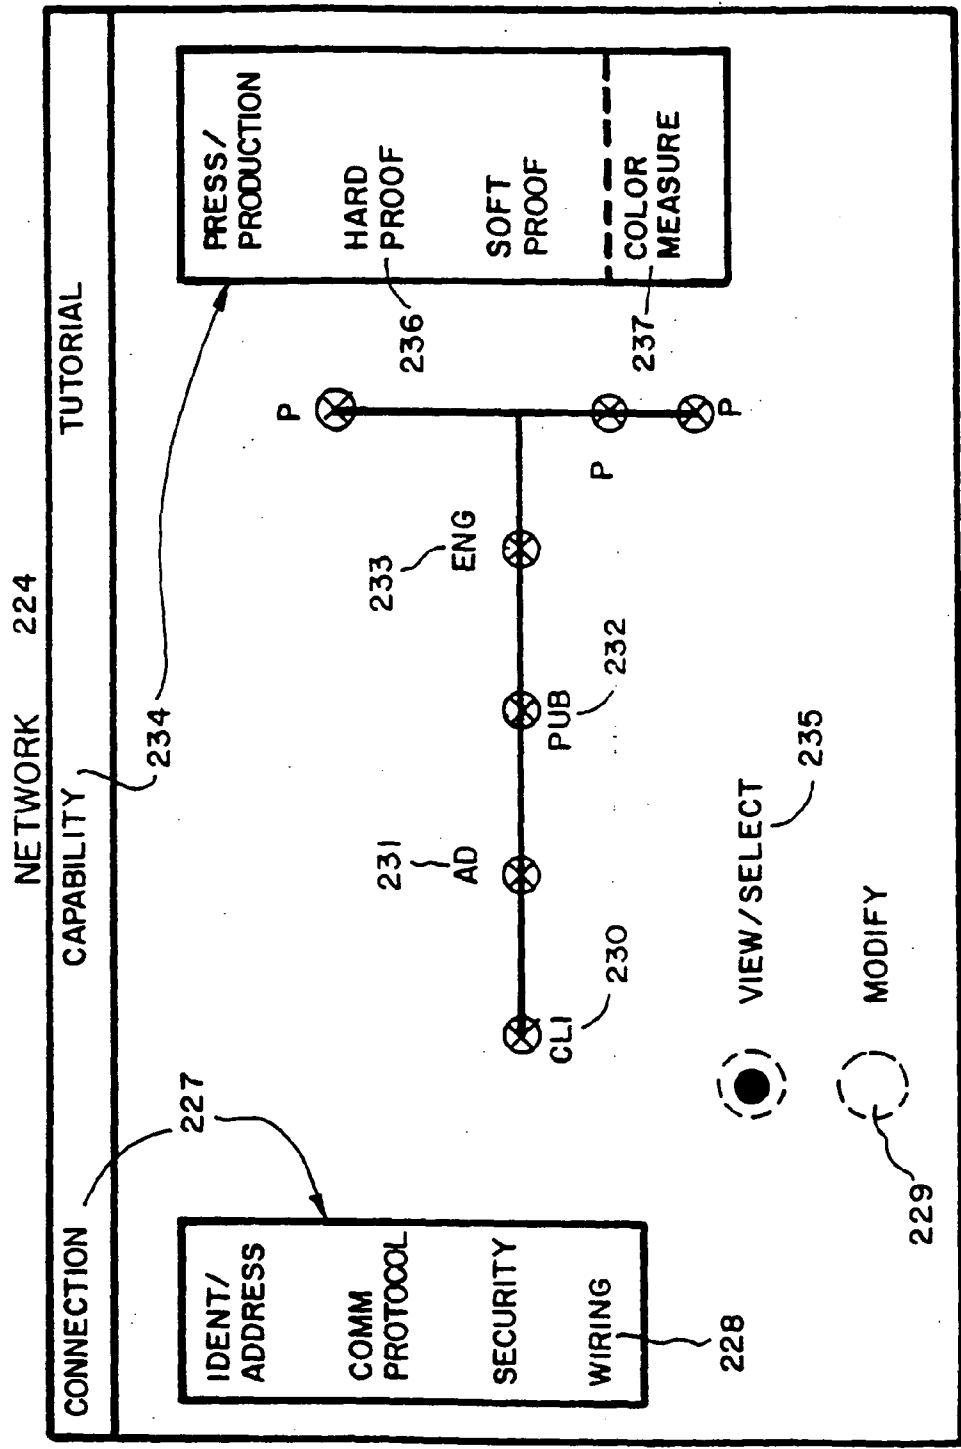 NETWORK 224
CONNECTION CAPABILITY TUTORIAL
227
234
IDENT/
ADDRESS
COMM
PROTOCOL
SECURITY
WIRING
228
PRESS/
PRODUCTION
HARD
PROOF
236
SOFT
PROOF
COLOR
MEASURE
237
P
231
AD
233
ENG
P
P
CLI
230
PUB
232
VIEW/SELECT
235
MODIFY
229